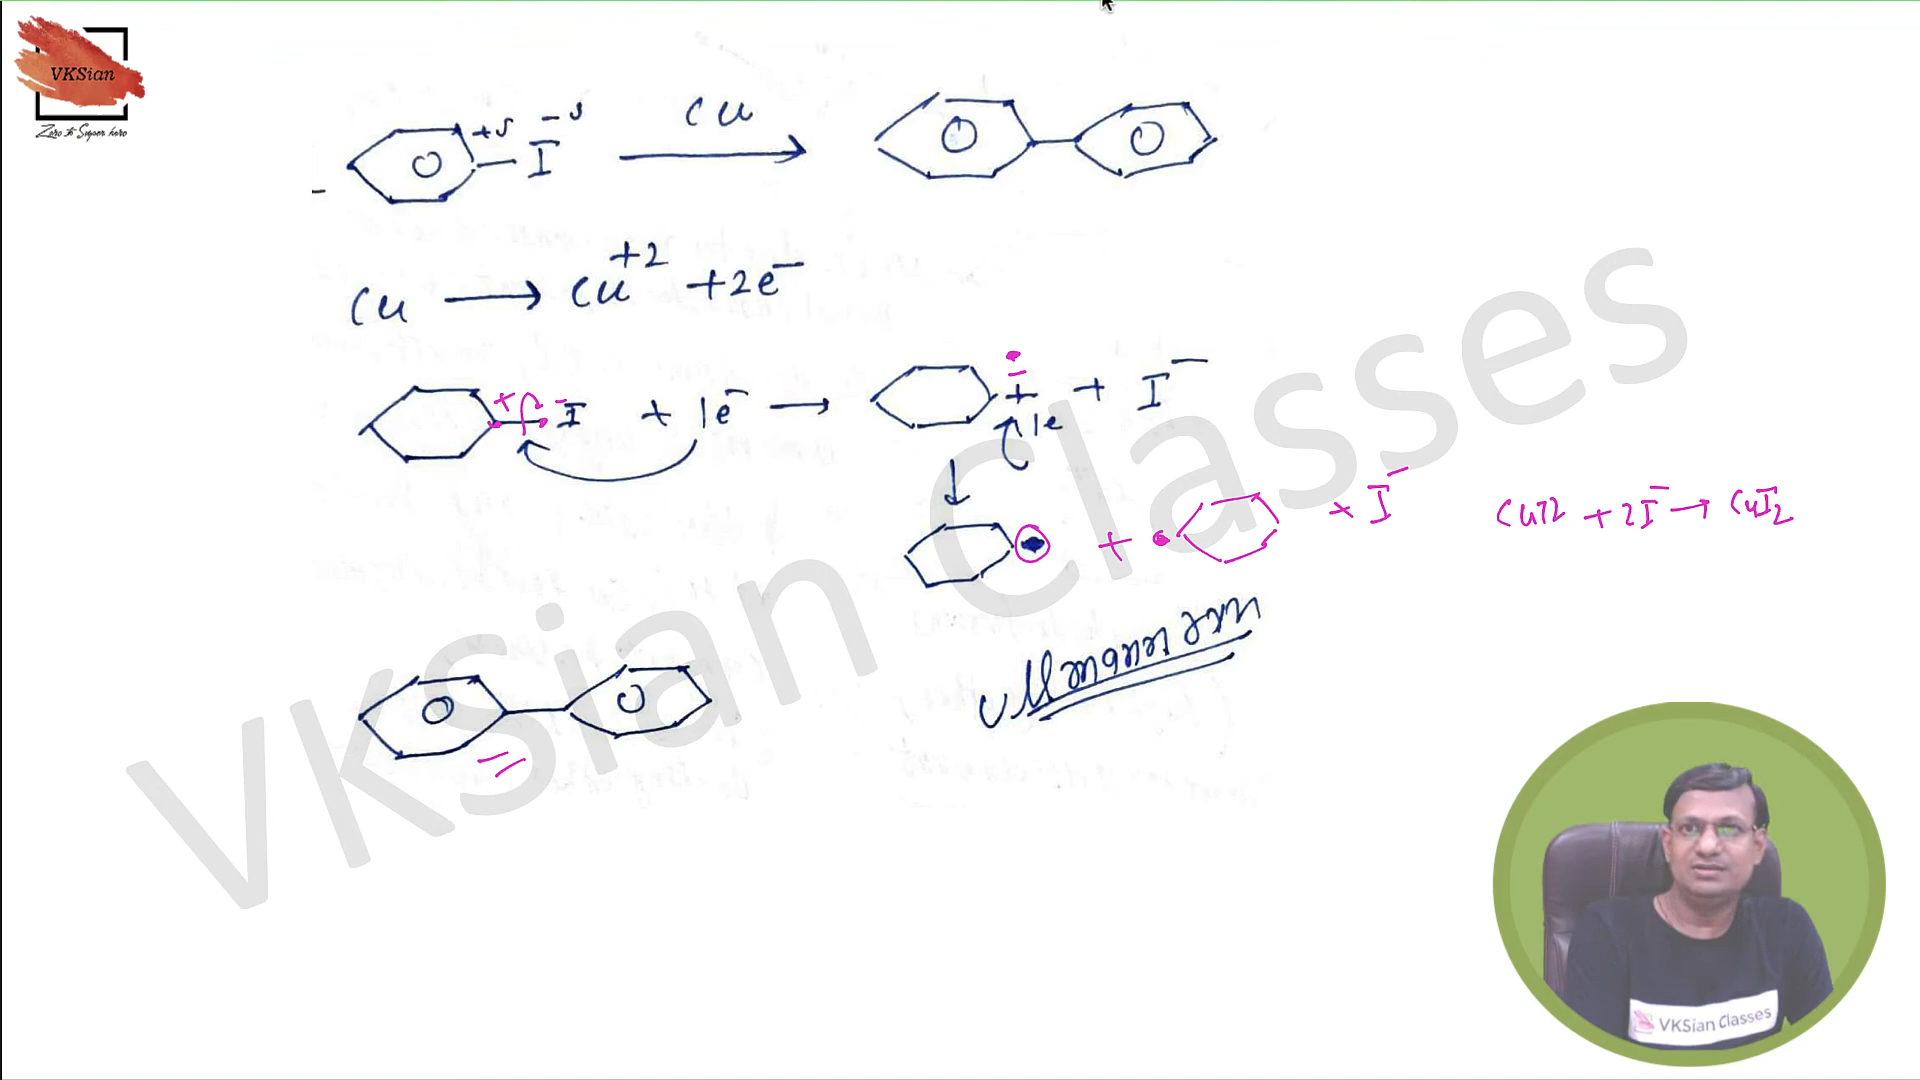 VKSian
Zero to Super hero
+δ -δ
I
Cu
Cu → Cu+2 + 2e-
+ - I + 1e- → + + I-
1e
+ + I-
Cu+2 + 2I- → CuI2
Ullmann rxn
VKSian Classes
VKSian Classes